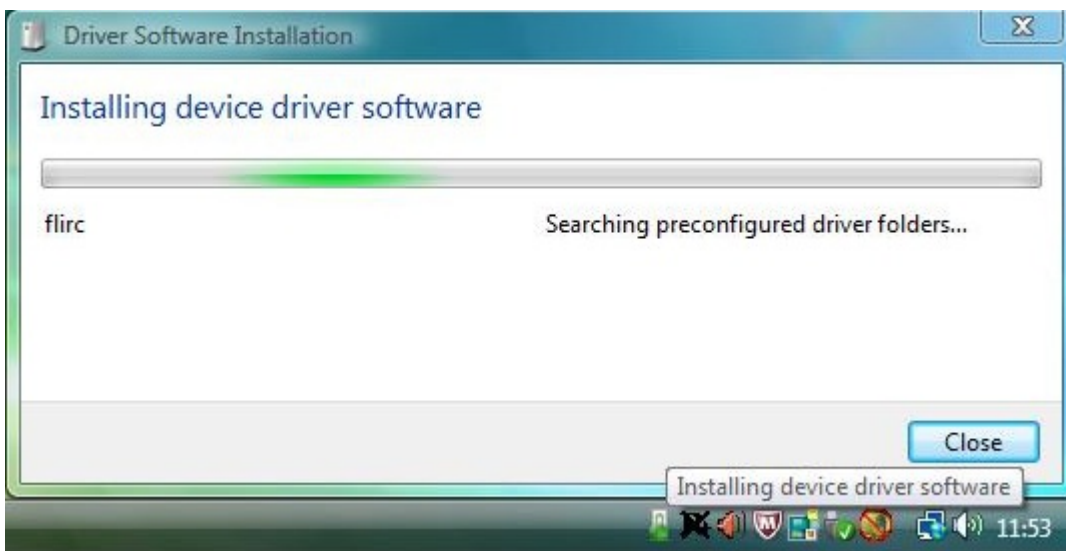 Driver Software Installation
Installing device driver software
flirc Searching preconfigured driver folders...
Close
Installing device driver software
11:53